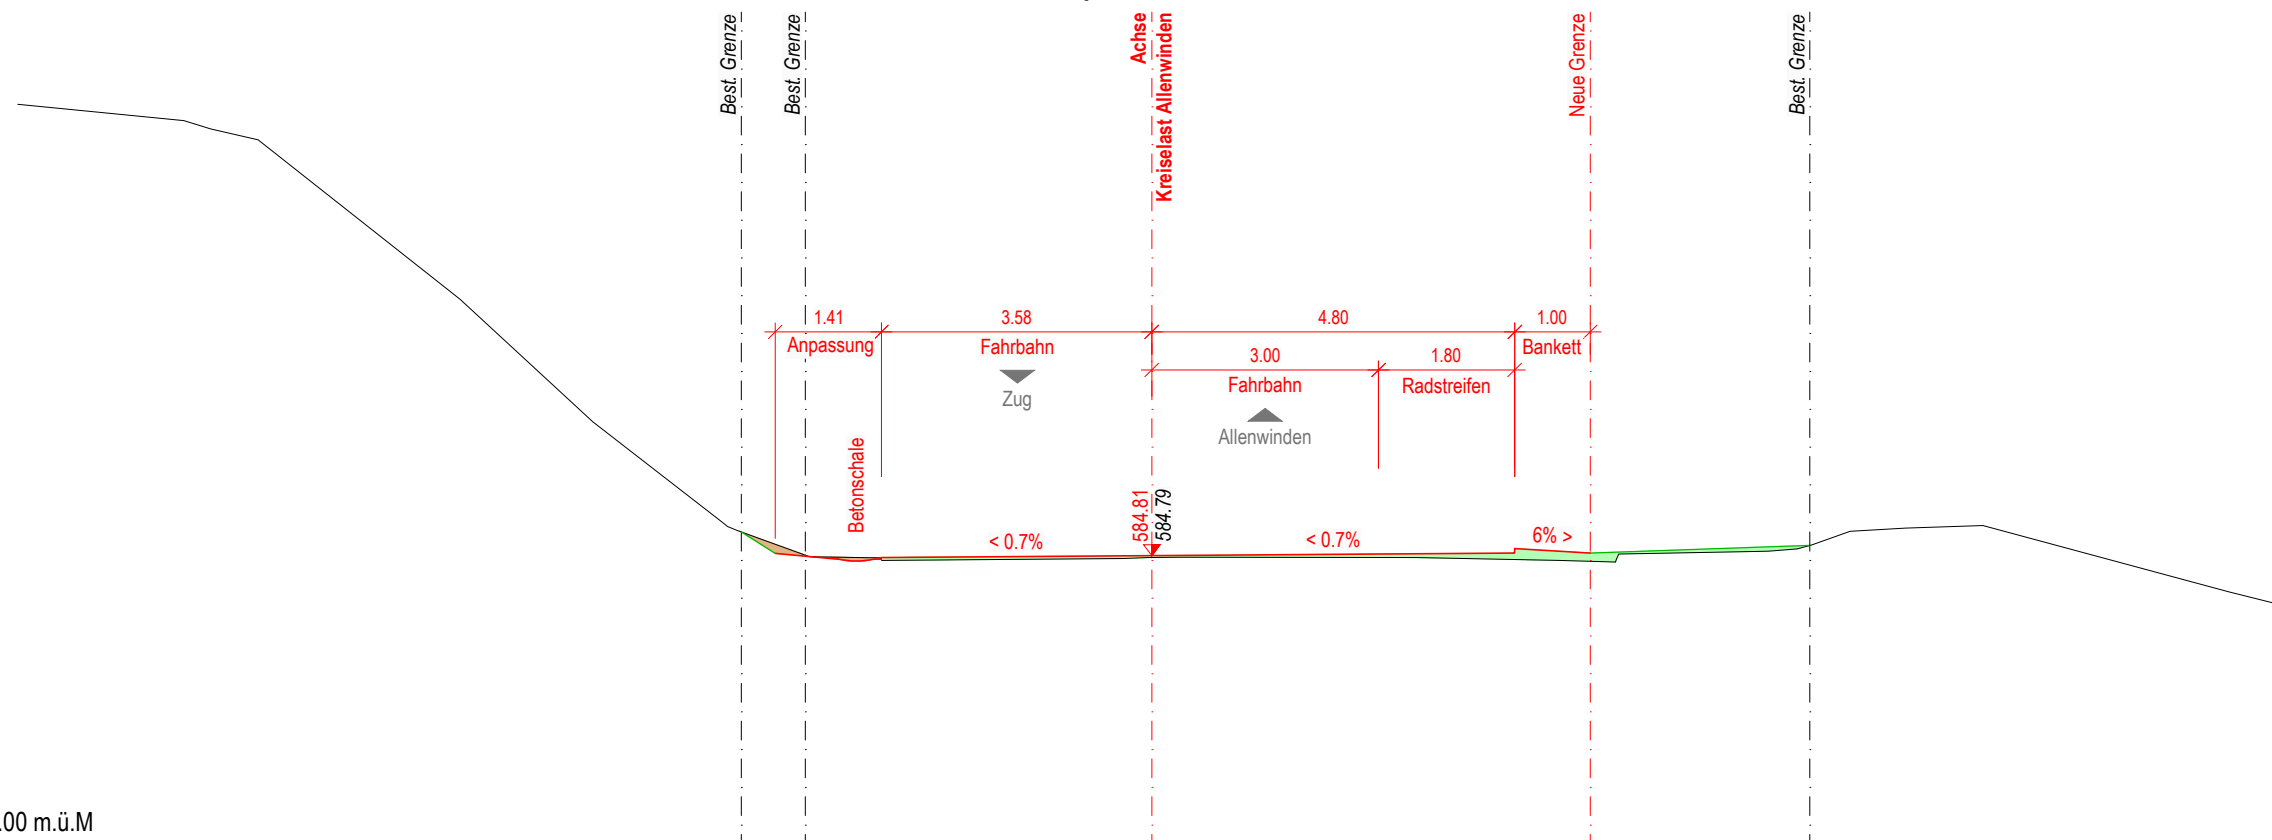 Best. Grenze
Best. Grenze
Achse
Kreiselast Allenwinden
Neue Grenze
Best. Grenze
1.41
3.58
4.80
1.00
Anpassung
Fahrbahn
Bankett
3.00
1.80
Fahrbahn
Radstreifen
Zug
Allenwinden
Betonschale
584.81
584.79
< 0.7%
< 0.7%
6% >
.00 m.ü.M